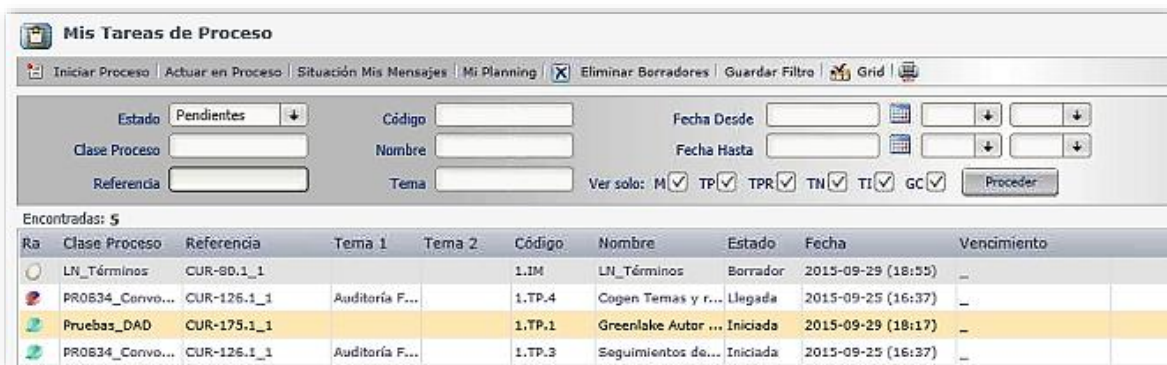 Mis Tareas de Proceso
Iniciar Proceso | Actuar en Proceso | Situación Mis Mensajes | Mi Planning | Eliminar Borradores | Guardar Filtro | Grid |
Estado Pendientes Código Fecha Desde
Clase Proceso Nombre Fecha Hasta
Referencia Tema Ver solo: M TP TPR TN TI GC Proceder
Encontradas: 5
Ra Clase Proceso Referencia Tema 1 Tema 2 Código Nombre Estado Fecha Vencimiento
LN_Términos CUR-80.1_1 1.IM LN_Términos Borrador 2015-09-29 (18:55) _
PR0634_Convo... CUR-126.1_1 Auditoría F... 1.TP.4 Cogen Temas y r... Llegada 2015-09-25 (16:37) _
Pruebas_DAD CUR-175.1_1 1.TP.1 Greenlake Autor ... Iniciada 2015-09-29 (18:17) _
PR0634_Convo... CUR-126.1_1 Auditoría F... 1.TP.3 Seguimientos de... Iniciada 2015-09-25 (16:37) _